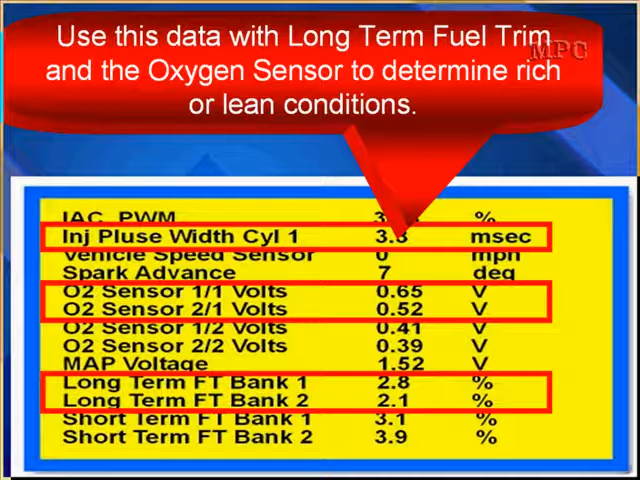 Use this data with Long Term Fuel Trim
and the Oxygen Sensor to determine rich
or lean conditions.
MPC
IAC PWM %
Inj Pluse Width Cyl 1 3.8 msec
Vehicle Speed Sensor 0 mph
Spark Advance 7 deg
O2 Sensor 1/1 Volts 0.65 V
O2 Sensor 2/1 Volts 0.52 V
O2 Sensor 1/2 Volts 0.41 V
O2 Sensor 2/2 Volts 0.39 V
MAP Voltage 1.52 V
Long Term FT Bank 1 2.8 %
Long Term FT Bank 2 2.1 %
Short Term FT Bank 1 3.1 %
Short Term FT Bank 2 3.9 %